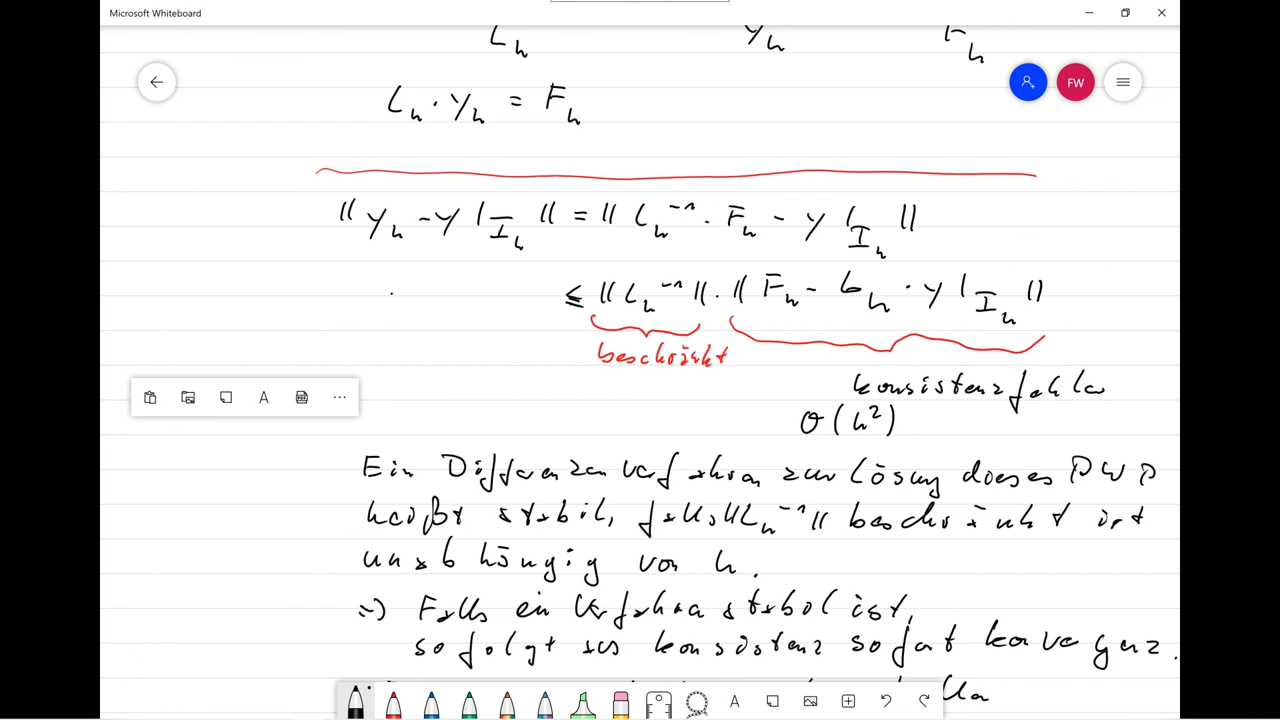 Microsoft Whiteboard
L_h y_h F_h
FW
L_h · y_h = F_h
|| y_h - y |_{I_h} || = || L_h^{-1} · F_h - y |_{I_h} ||
≤ || L_h^{-1} || · || F_h - L_h · y |_{I_h} ||
beschränkt
Konsistenzfehler
O(h²)
Ein Differenzenverfahren zur Lösung dieses RWP
heißt stabil, falls ||L_h^{-1}|| beschränkt ist
unabhängig von h.
=> Falls ein Verfahren stabil ist,
so folgt aus Konsistenz sofort Konvergenz.